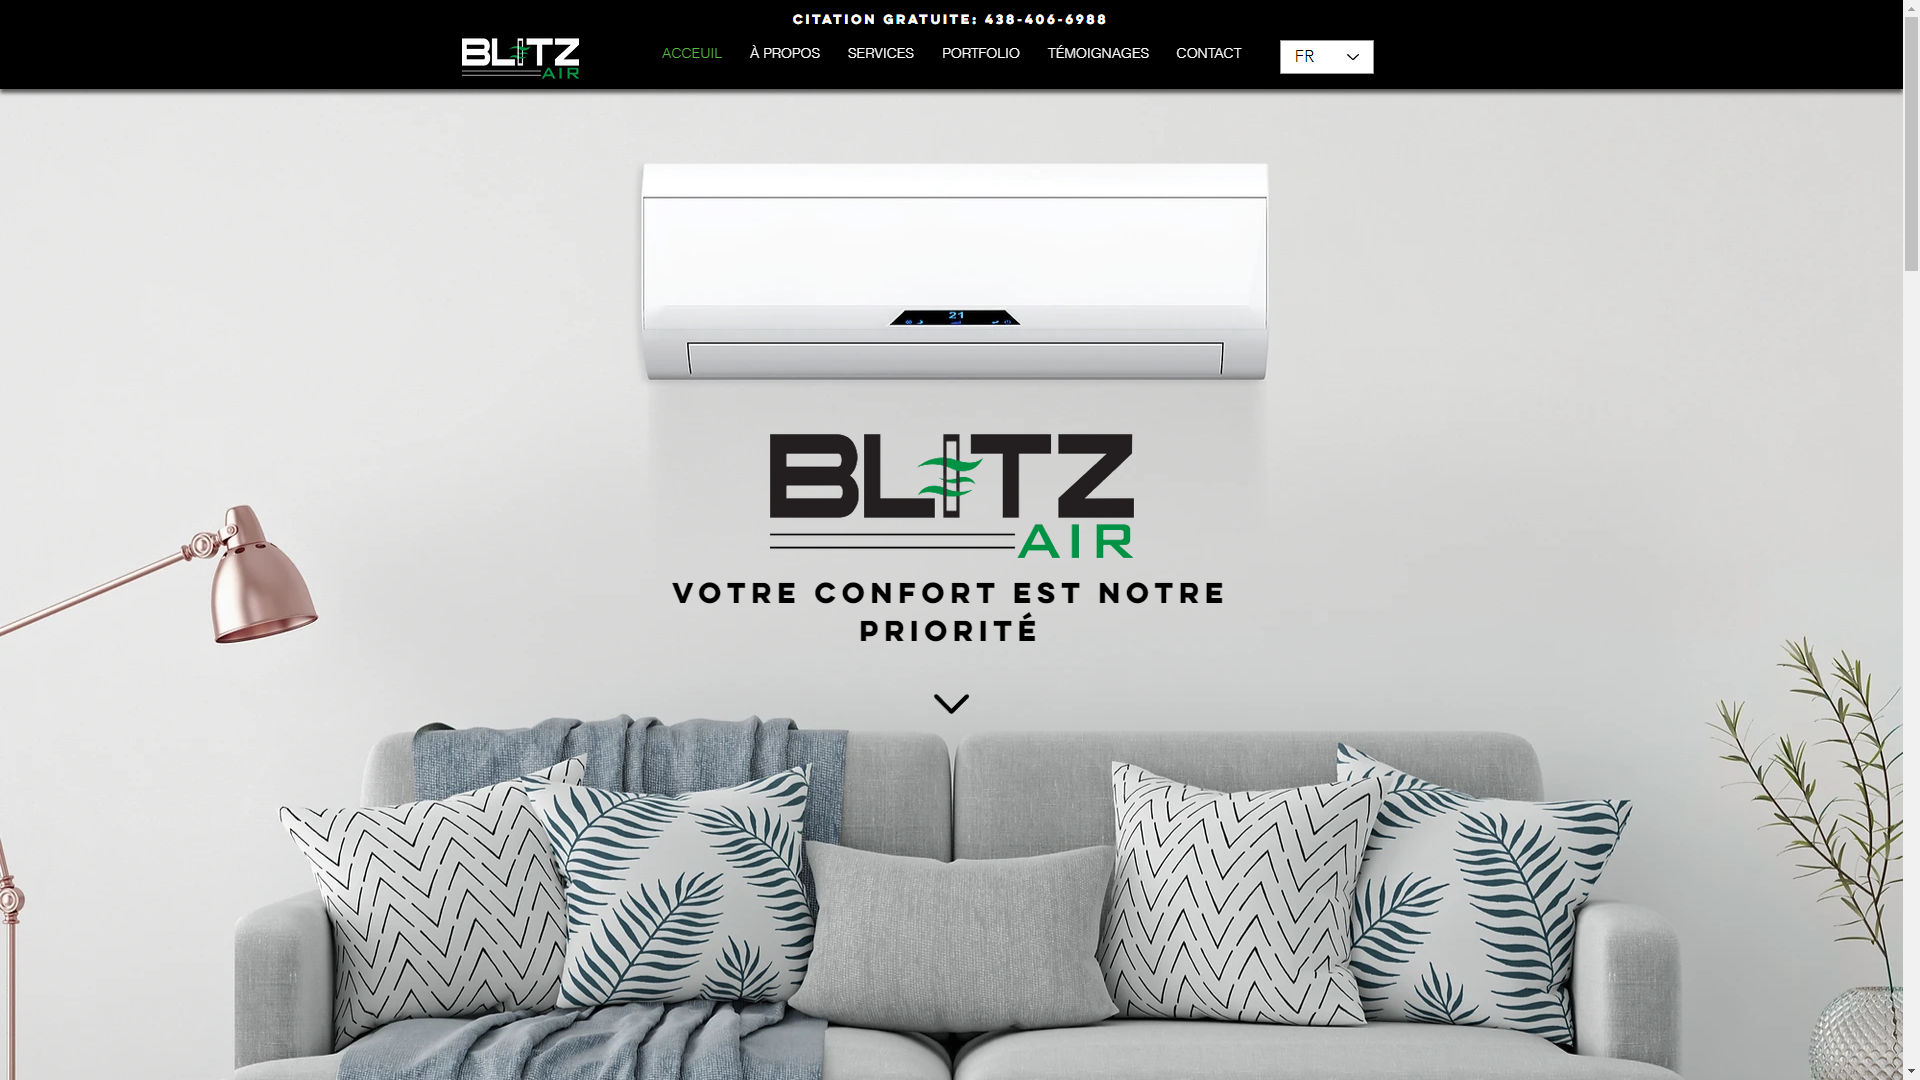 CITATION GRATUITE: 438-406-6988
BLITZ AIR
ACCEUIL
À PROPOS
SERVICES
PORTFOLIO
TÉMOIGNAGES
CONTACT
FR
21
BLITZ
AIR
VOTRE CONFORT EST NOTRE
PRIORITÉ